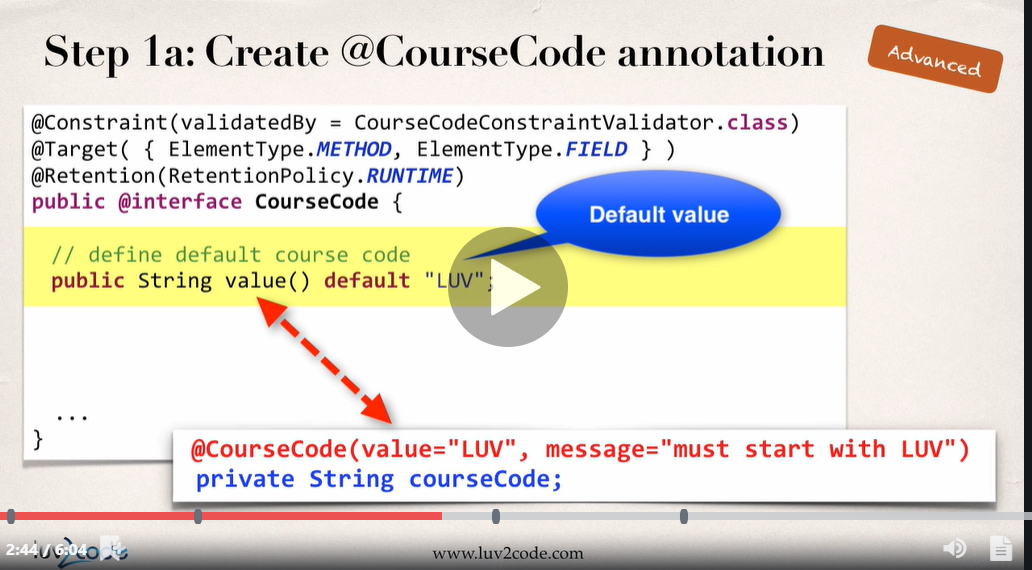 Step 1a: Create @CourseCode annotation
Advanced
@Constraint(validatedBy = CourseCodeConstraintValidator.class)
@Target( { ElementType.METHOD, ElementType.FIELD } )
@Retention(RetentionPolicy.RUNTIME)
public @interface CourseCode {
Default value
// define default course code
public String value() default "LUV";
...
}
@CourseCode(value="LUV", message="must start with LUV")
private String courseCode;
2:44 / 6:04
luv2code
www.luv2code.com